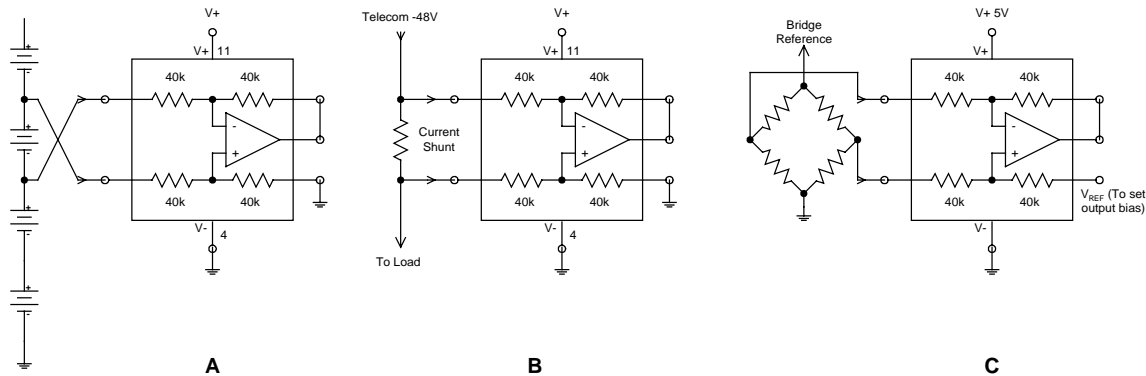 V+
V+ 11
40k 40k
-
+
40k 40k
V- 4
+
-
+
-
+
-
+
-
A
Telecom -48V
V+
V+ 11
40k 40k
-
+
Current
Shunt
40k 40k
V- 4
To Load
B
V+ 5V
Bridge
Reference
V+
40k 40k
-
+
40k 40k
VREF (To set
output bias)
V-
C